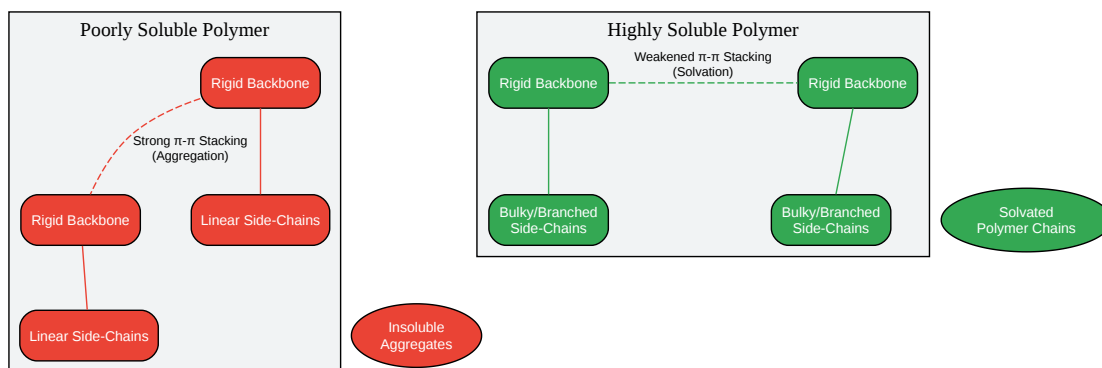 Poorly Soluble Polymer
Rigid Backbone
Strong π-π Stacking
(Aggregation)
Rigid Backbone
Linear Side-Chains
Linear Side-Chains
Insoluble
Aggregates
Highly Soluble Polymer
Weakened π-π Stacking
(Solvation)
Rigid Backbone
Rigid Backbone
Bulky/Branched
Side-Chains
Bulky/Branched
Side-Chains
Solvated
Polymer Chains